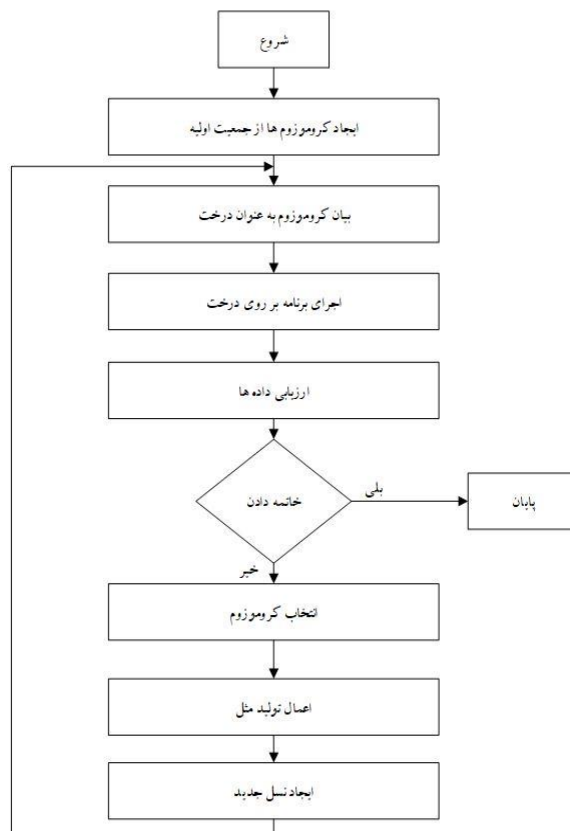 شروع
ایجاد کروموزوم ها از جمعیت اولیه
بیان کروموزوم به عنوان درخت
اجرای برنامه بر روی درخت
ارزیابی داده ها
خاتمه دادن
بلی
پایان
خیر
انتخاب کروموزوم
اعمال تولید مثل
ایجاد نسل جدید